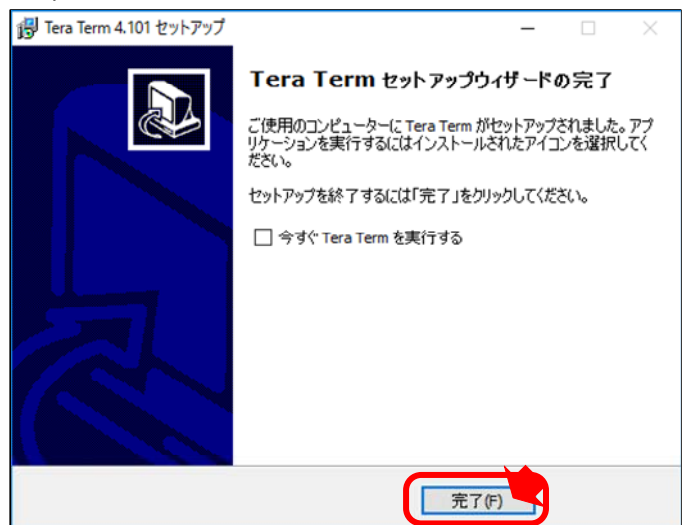 Tera Term 4.101 セットアップ
Tera Term セットアップウィザードの完了
ご使用のコンピューターに Tera Term がセットアップされました。アプ
リケーションを実行するにはインストールされたアイコンを選択してく
ださい。
セットアップを終了するには「完了」をクリックしてください。
今すぐ Tera Term を実行する
完了(F)